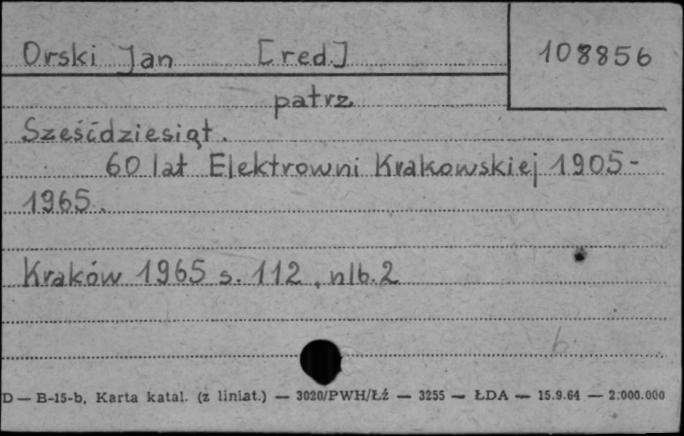 Orski Jan [red.] 108856
patrz
Sześćdziesiąt.
60 lat Elektrowni Krakowskiej 1905-
1965.
Kraków 1965 s. 112, nlb. 2
b
D — B-15-b, Karta katal. (z liniat.) — 3020/PWH/Łź — 3255 — ŁDA — 15.9.64 — 2.000.000